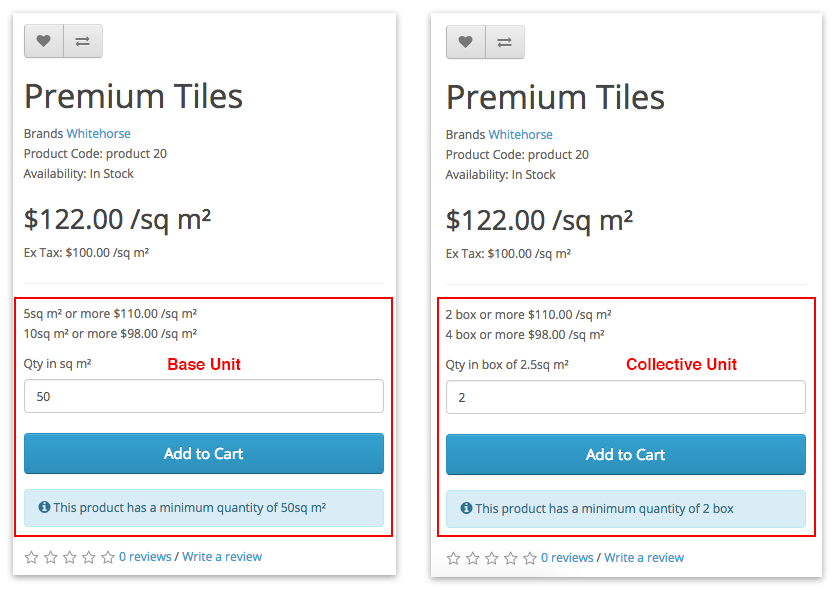 Premium Tiles
Brands Whitehorse
Product Code: product 20
Availability: In Stock
$122.00 /sq m²
Ex Tax: $100.00 /sq m²
5sq m² or more $110.00 /sq m²
10sq m² or more $98.00 /sq m²
Qty in sq m²
Base Unit
50
Add to Cart
This product has a minimum quantity of 50sq m²
0 reviews / Write a review
Premium Tiles
Brands Whitehorse
Product Code: product 20
Availability: In Stock
$122.00 /sq m²
Ex Tax: $100.00 /sq m²
2 box or more $110.00 /sq m²
4 box or more $98.00 /sq m²
Qty in box of 2.5sq m²
Collective Unit
2
Add to Cart
This product has a minimum quantity of 2 box
0 reviews / Write a review